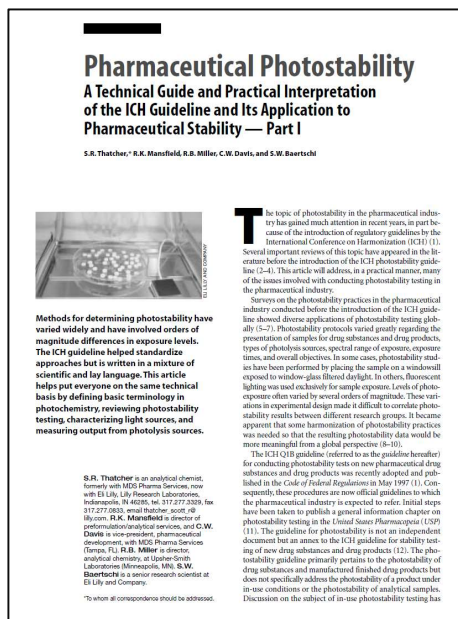 Pharmaceutical Photostability
A Technical Guide and Practical Interpretation
of the ICH Guideline and Its Application to
Pharmaceutical Stability — Part I
S.R. Thatcher,* R.K. Mansfield, R.B. Miller, C.W. Davis, and S.W. Baertschi
ELI LILLY AND COMPANY
Methods for determining photostability have
varied widely and have involved orders of
magnitude differences in exposure levels.
The ICH guideline helped standardize
approaches but is written in a mixture of
scientific and lay language. This article
helps put everyone on the same technical
basis by defining basic terminology in
photochemistry, reviewing photostability
testing, characterizing light sources, and
measuring output from photolysis sources.
S.R. Thatcher is an analytical chemist,
formerly with MDS Pharma Services, now
with Eli Lilly, Lilly Research Laboratories,
Indianapolis, IN 46285, tel. 317.277.3329, fax
317.277.0833, email thatcher_scott_r@
lilly.com. R.K. Mansfield is director of
preformulation/analytical services, and C.W.
Davis is vice-president, pharmaceutical
development, with MDS Pharma Services
(Tampa, FL). R.B. Miller is director,
analytical chemistry, at Upsher-Smith
Laboratories (Minneapolis, MN). S.W.
Baertschi is a senior research scientist at
Eli Lilly and Company.
*To whom all correspondence should be addressed.
The topic of photostability in the pharmaceutical indus-
try has gained much attention in recent years, in part be-
cause of the introduction of regulatory guidelines by the
International Conference on Harmonization (ICH) (1).
Several important reviews of this topic have appeared in the lit-
erature before the introduction of the ICH photostability guide-
line (2–4). This article will address, in a practical manner, many
of the issues involved with conducting photostability testing in
the pharmaceutical industry.
Surveys on the photostability practices in the pharmaceutical
industry conducted before the introduction of the ICH guide-
line showed diverse applications of photostability testing glob-
ally (5–7). Photostability protocols varied greatly regarding the
presentation of samples for drug substances and drug products,
types of photolysis sources, spectral range of exposure, exposure
times, and overall objectives. In some cases, photostability stud-
ies have been performed by placing the sample on a windowsill
exposed to window-glass filtered daylight. In others, fluorescent
lighting was used exclusively for sample exposure. Levels of photo-
exposure often varied by several orders of magnitude. These vari-
ations in experimental design made it difficult to correlate photo-
stability results between different research groups. It became
apparent that some harmonization of photostability practices
was needed so that the resulting photostability data would be
more meaningful from a global perspective (8–10).
The ICH Q1B guideline (referred to as the guideline hereafter)
for conducting photostability tests on new pharmaceutical drug
substances and drug products was recently adopted and pub-
lished in the Code of Federal Regulations in May 1997 (1). Con-
sequently, these procedures are now official guidelines to which
the pharmaceutical industry is expected to refer. Initial steps
have been taken to publish a general information chapter on
photostability testing in the United States Pharmacopeia (USP)
(11). The guideline for photostability is not an independent
document but an annex to the ICH guideline for stability test-
ing of new drug substances and drug products (12). The pho-
tostability guideline primarily pertains to the photostability of
drug substances and manufactured finished drug products but
does not specifically address the photostability of a product under
in-use conditions or the photostability of analytical samples.
Discussion on the subject of in-use photostability testing has